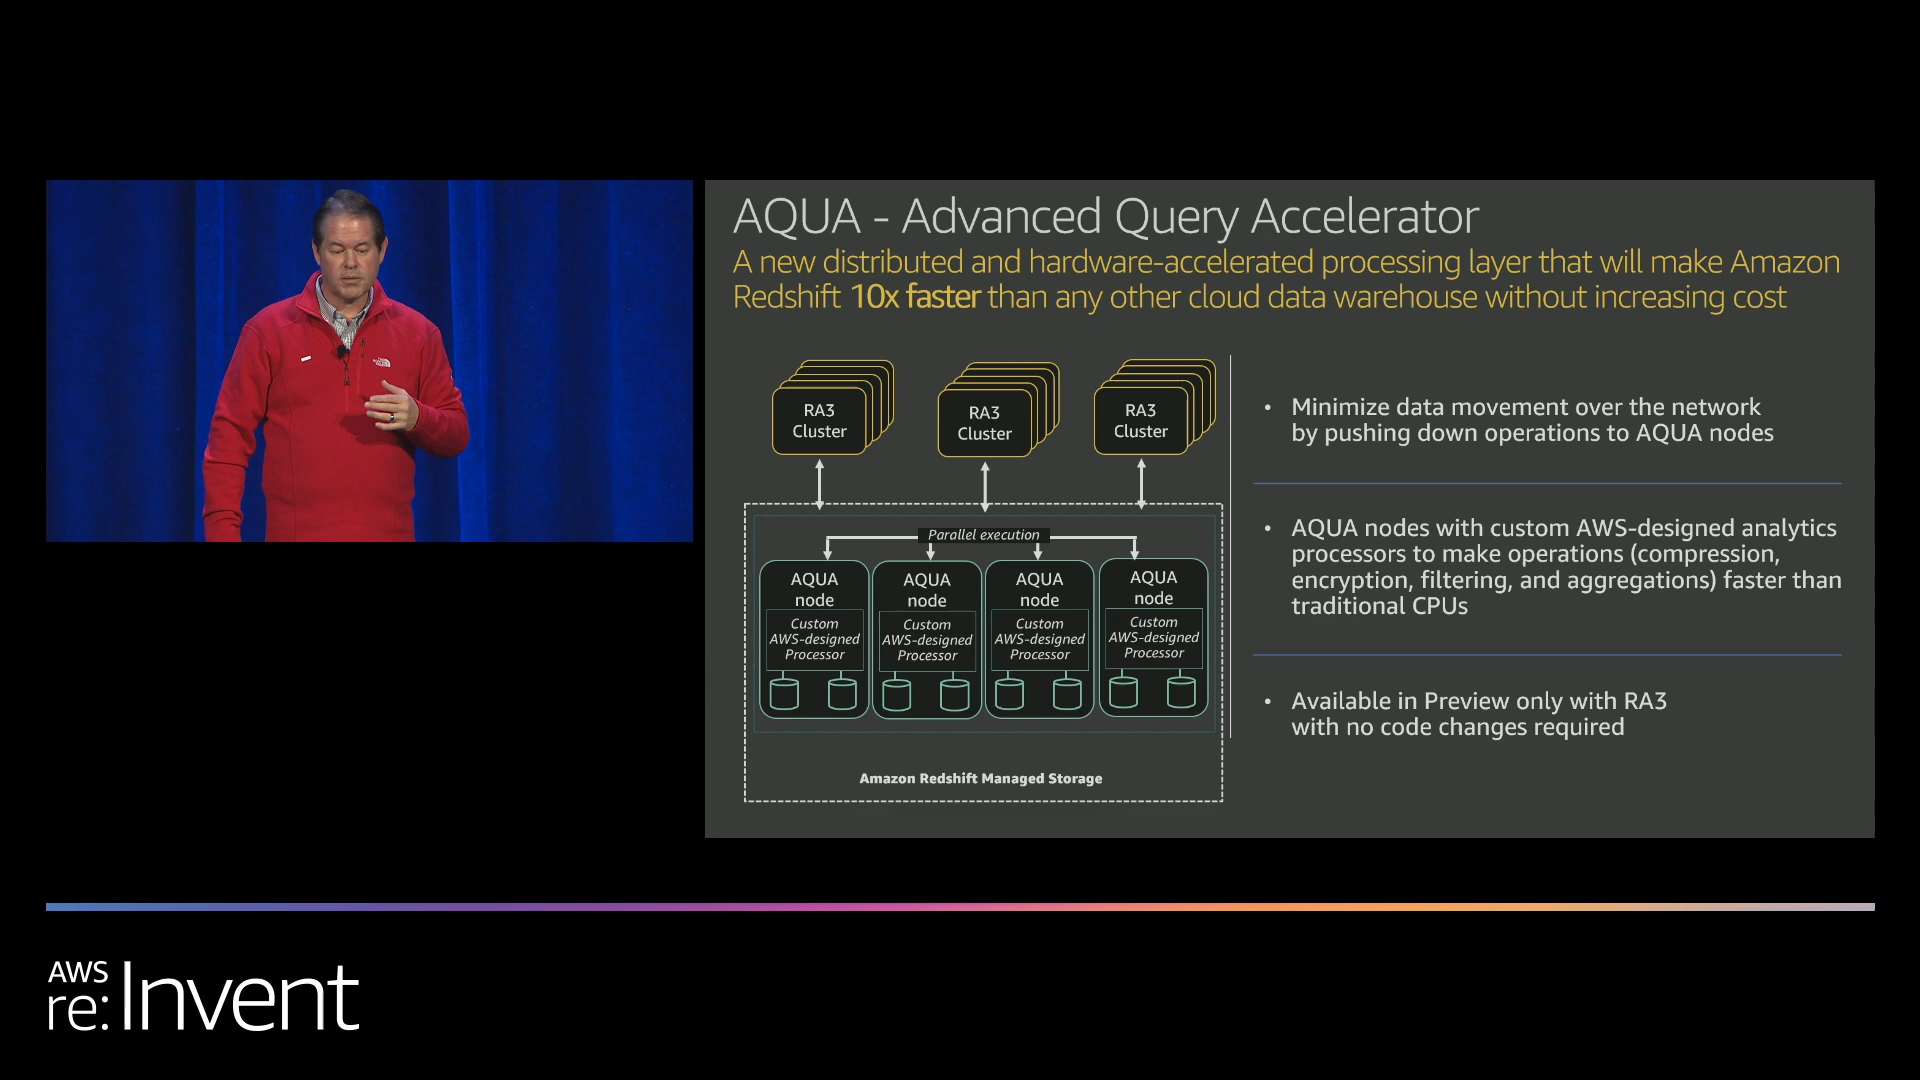 AQUA - Advanced Query Accelerator
A new distributed and hardware-accelerated processing layer that will make Amazon
Redshift 10x faster than any other cloud data warehouse without increasing cost
RA3
Cluster
RA3
Cluster
RA3
Cluster
Parallel execution
AQUA
node
Custom
AWS-designed
Processor
AQUA
node
Custom
AWS-designed
Processor
AQUA
node
Custom
AWS-designed
Processor
AQUA
node
Custom
AWS-designed
Processor
Amazon Redshift Managed Storage
• Minimize data movement over the network
by pushing down operations to AQUA nodes
• AQUA nodes with custom AWS-designed analytics
processors to make operations (compression,
encryption, filtering, and aggregations) faster than
traditional CPUs
• Available in Preview only with RA3
with no code changes required
AWS
re:Invent